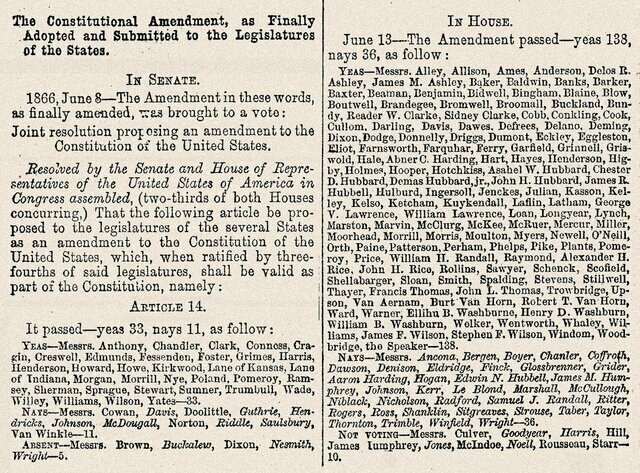 The Constitutional Amendment, as Finally
Adopted and Submitted to the Legislatures
of the States.
IN SENATE.
1866, June 8—The Amendment in these words,
as finally amended, was brought to a vote:
Joint resolution proposing an amendment to the
Constitution of the United States.
Resolved by the Senate and House of Repre-
sentatives of the United States of America in
Congress assembled, (two-thirds of both Houses
concurring,) That the following article be pro-
posed to the legislatures of the several States
as an amendment to the Constitution of the
United States, which, when ratified by three-
fourths of said legislatures, shall be valid as
part of the Constitution, namely:
ARTICLE 14.
It passed—yeas 33, nays 11, as follow:
YEAS—Messrs. Anthony, Chandler, Clark, Conness, Cra-
gin, Creswell, Edmunds, Fessenden, Foster, Grimes, Harris,
Henderson, Howard, Howe, Kirkwood, Lane of Kansas, Lane
of Indiana, Morgan, Morrill, Nye, Poland, Pomeroy, Ram-
sey, Sherman, Sprague, Stewart, Sumner, Trumbull, Wade,
Willey, Williams, Wilson, Yates—33.
NAYS—Messrs. Cowan, Davis, Doolittle, Guthrie, Hen-
dricks, Johnson, McDougall, Norton, Riddle, Saulsbury,
Van Winkle—11.
ABSENT—Messrs. Brown, Buckalew, Dixon, Nesmith,
Wright—5.
IN HOUSE.
June 13—The Amendment passed—yeas 138,
nays 36, as follow:
YEAS—Messrs. Alley, Allison, Ames, Anderson, Delos R.
Ashley, James M. Ashley, Baker, Baldwin, Banks, Barker,
Baxter, Beaman, Benjamin, Bidwell, Bingham, Blaine, Blow,
Boutwell, Brandegee, Bromwell, Broomall, Buckland, Bun-
dy, Reader W. Clarke, Sidney Clarke, Cobb, Conkling, Cook,
Cullom, Darling, Davis, Dawes, Defrees, Delano, Deming,
Dixon, Dodge, Donnelly, Driggs, Dumont, Eckley, Eggleston,
Eliot, Farnsworth, Farquhar, Ferry, Garfield, Grinnell, Gris-
wold, Hale, Abner C. Harding, Hart, Hayes, Henderson, Hig-
by, Holmes, Hooper, Hotchkiss, Asahel W. Hubbard, Chester
D. Hubbard, Demas Hubbard, jr., John H. Hubbard, James R.
Hubbell, Hulburd, Ingersoll, Jenckes, Julian, Kasson, Kel-
ley, Kelso, Ketcham, Kuykendall, Laflin, Latham, George
V. Lawrence, William Lawrence, Loan, Longyear, Lynch,
Marston, Marvin, McClurg, McKee, McRuer, Mercur, Miller,
Moorhead, Morrill, Morris, Moulton, Myers, Newell, O'Neill,
Orth, Paine, Patterson, Perham, Phelps, Pike, Plants, Pome-
roy, Price, William H. Randall, Raymond, Alexander H.
Rice, John H. Rice, Rollins, Sawyer, Schenck, Scofield,
Shellabarger, Sloan, Smith, Spalding, Stevens, Stillwell,
Thayer, Francis Thomas, John L. Thomas, Trowbridge, Up-
son, Van Aernam, Burt Van Horn, Robert T. Van Horn,
Ward, Warner, Ellihu B. Washburne, Henry D. Washburn,
William B. Washburn, Welker, Wentworth, Whaley, Wil-
liams, James F. Wilson, Stephen F. Wilson, Windom, Wood-
bridge, the Speaker—138.
NAYS—Messrs. Ancona, Bergen, Boyer, Chanler, Coffroth,
Dawson, Denison, Eldridge, Finck, Glossbrenner, Grider,
Aaron Harding, Hogan, Edwin N. Hubbell, James M. Hum-
phrey, Johnson, Kerr, Le Blond, Marshall, McCullough,
Niblack, Nicholson, Radford, Samuel J. Randall, Ritter,
Rogers, Ross, Shanklin, Sitgreaves, Strouse, Taber, Taylor,
Thornton, Trimble, Winfield, Wright—36.
NOT VOTING—Messrs. Culver, Goodyear, Harris, Hill,
James Humphrey, Jones, McIndoe, Noell, Rousseau, Starr—
10.